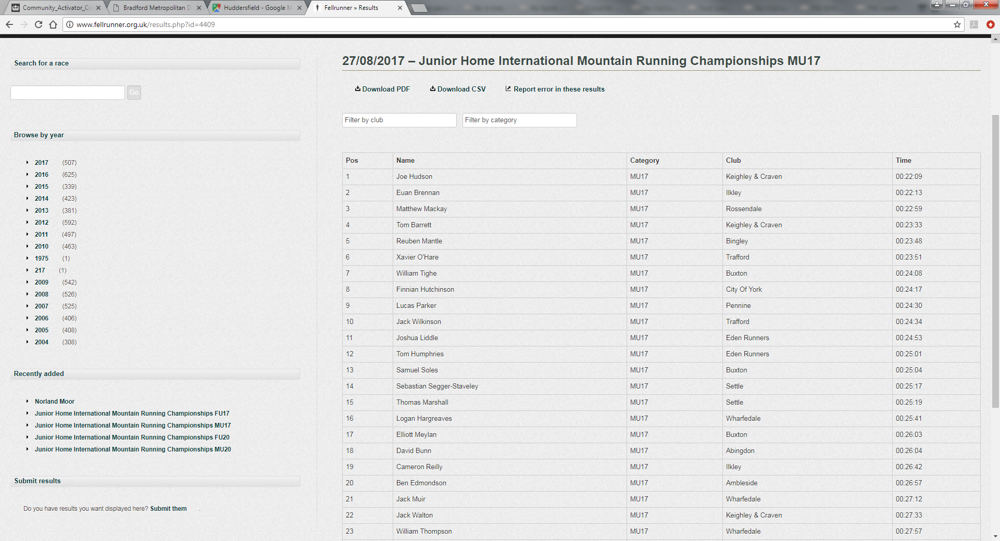 Community_Activator_Co
Bradford Metropolitan D
Huddersfield - Google M
Fellrunner » Results
www.fellrunner.org.uk/results.php?id=4409
Search for a race
Go
Browse by year
2017 (507)
2016 (625)
2015 (339)
2014 (423)
2013 (381)
2012 (592)
2011 (497)
2010 (463)
1975 (1)
217 (1)
2009 (542)
2008 (526)
2007 (525)
2006 (406)
2005 (408)
2004 (308)
Recently added
Norland Moor
Junior Home International Mountain Running Championships FU17
Junior Home International Mountain Running Championships MU17
Junior Home International Mountain Running Championships FU20
Junior Home International Mountain Running Championships MU20
Submit results
Do you have results you want displayed here? Submit them .
27/08/2017 – Junior Home International Mountain Running Championships MU17
Download PDF Download CSV Report error in these results
Filter by club Filter by category
Pos Name Category Club Time
1 Joe Hudson MU17 Keighley & Craven 00:22:09
2 Euan Brennan MU17 Ilkley 00:22:13
3 Matthew Mackay MU17 Rossendale 00:22:59
4 Tom Barrett MU17 Keighley & Craven 00:23:33
5 Reuben Mantle MU17 Bingley 00:23:48
6 Xavier O'Hare MU17 Trafford 00:23:51
7 William Tighe MU17 Buxton 00:24:08
8 Finnian Hutchinson MU17 City Of York 00:24:17
9 Lucas Parker MU17 Pennine 00:24:30
10 Jack Wilkinson MU17 Trafford 00:24:34
11 Joshua Liddle MU17 Eden Runners 00:24:53
12 Tom Humphries MU17 Eden Runners 00:25:01
13 Samuel Soles MU17 Buxton 00:25:04
14 Sebastian Segger-Staveley MU17 Settle 00:25:17
15 Thomas Marshall MU17 Settle 00:25:19
16 Logan Hargreaves MU17 Wharfedale 00:25:41
17 Elliott Meylan MU17 Buxton 00:26:03
18 David Bunn MU17 Abingdon 00:26:04
19 Cameron Reilly MU17 Ilkley 00:26:42
20 Ben Edmondson MU17 Ambleside 00:26:57
21 Jack Muir MU17 Wharfedale 00:27:12
22 Jack Walton MU17 Keighley & Craven 00:27:33
23 William Thompson MU17 Wharfedale 00:27:57